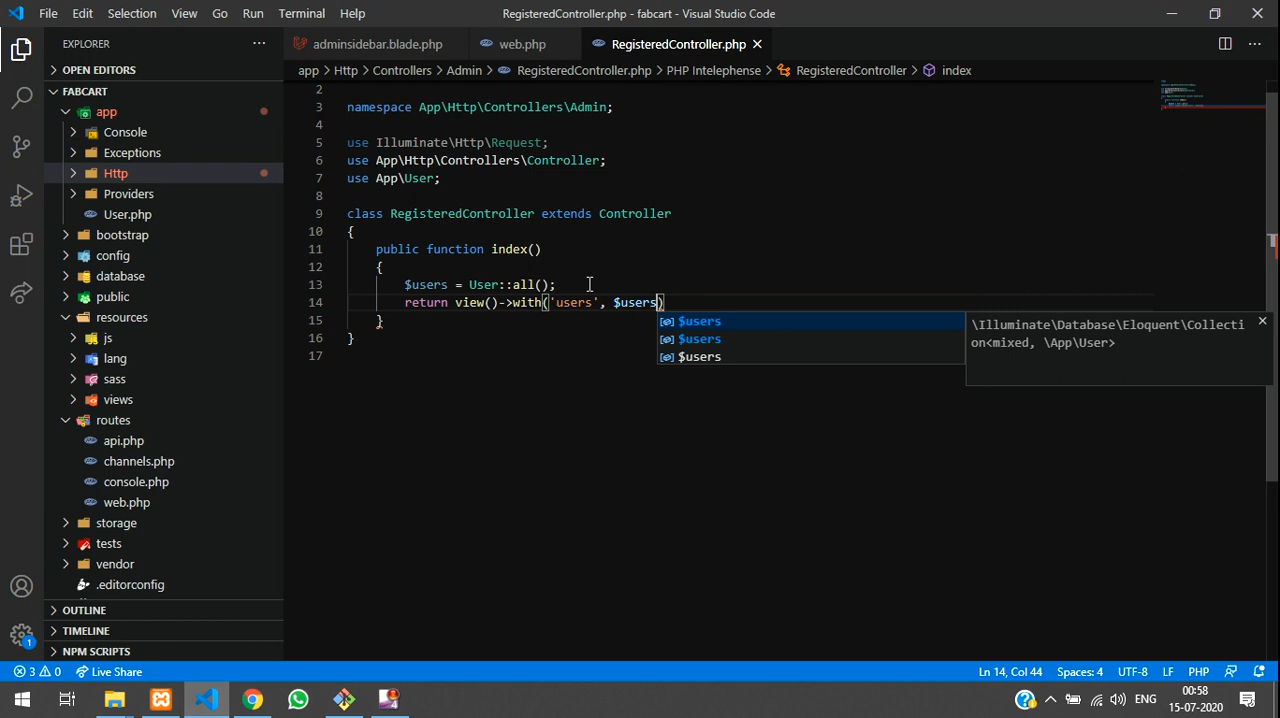 File Edit Selection View Go Run Terminal Help RegisteredController.php - fabcart - Visual Studio Code
EXPLORER
OPEN EDITORS
FABCART
app
Console
Exceptions
Http
Providers
User.php
bootstrap
config
database
public
resources
js
lang
sass
views
routes
api.php
channels.php
console.php
web.php
storage
tests
vendor
.editorconfig
OUTLINE
TIMELINE
NPM SCRIPTS
adminsidebar.blade.php web.php RegisteredController.php
app > Http > Controllers > Admin > RegisteredController.php > PHP Intelephense > RegisteredController > index
2
3 namespace App\Http\Controllers\Admin;
4
5 use Illuminate\Http\Request;
6 use App\Http\Controllers\Controller;
7 use App\User;
8
9 class RegisteredController extends Controller
10 {
11 public function index()
12 {
13 $users = User::all();
14 return view()->with('users', $users)
15 }
16 }
17
$users
$users
$users
\Illuminate\Database\Eloquent\Collecti
on<mixed, \App\User>
1
3 0 Live Share Ln 14, Col 44 Spaces: 4 UTF-8 LF PHP
ENG 00:58
15-07-2020